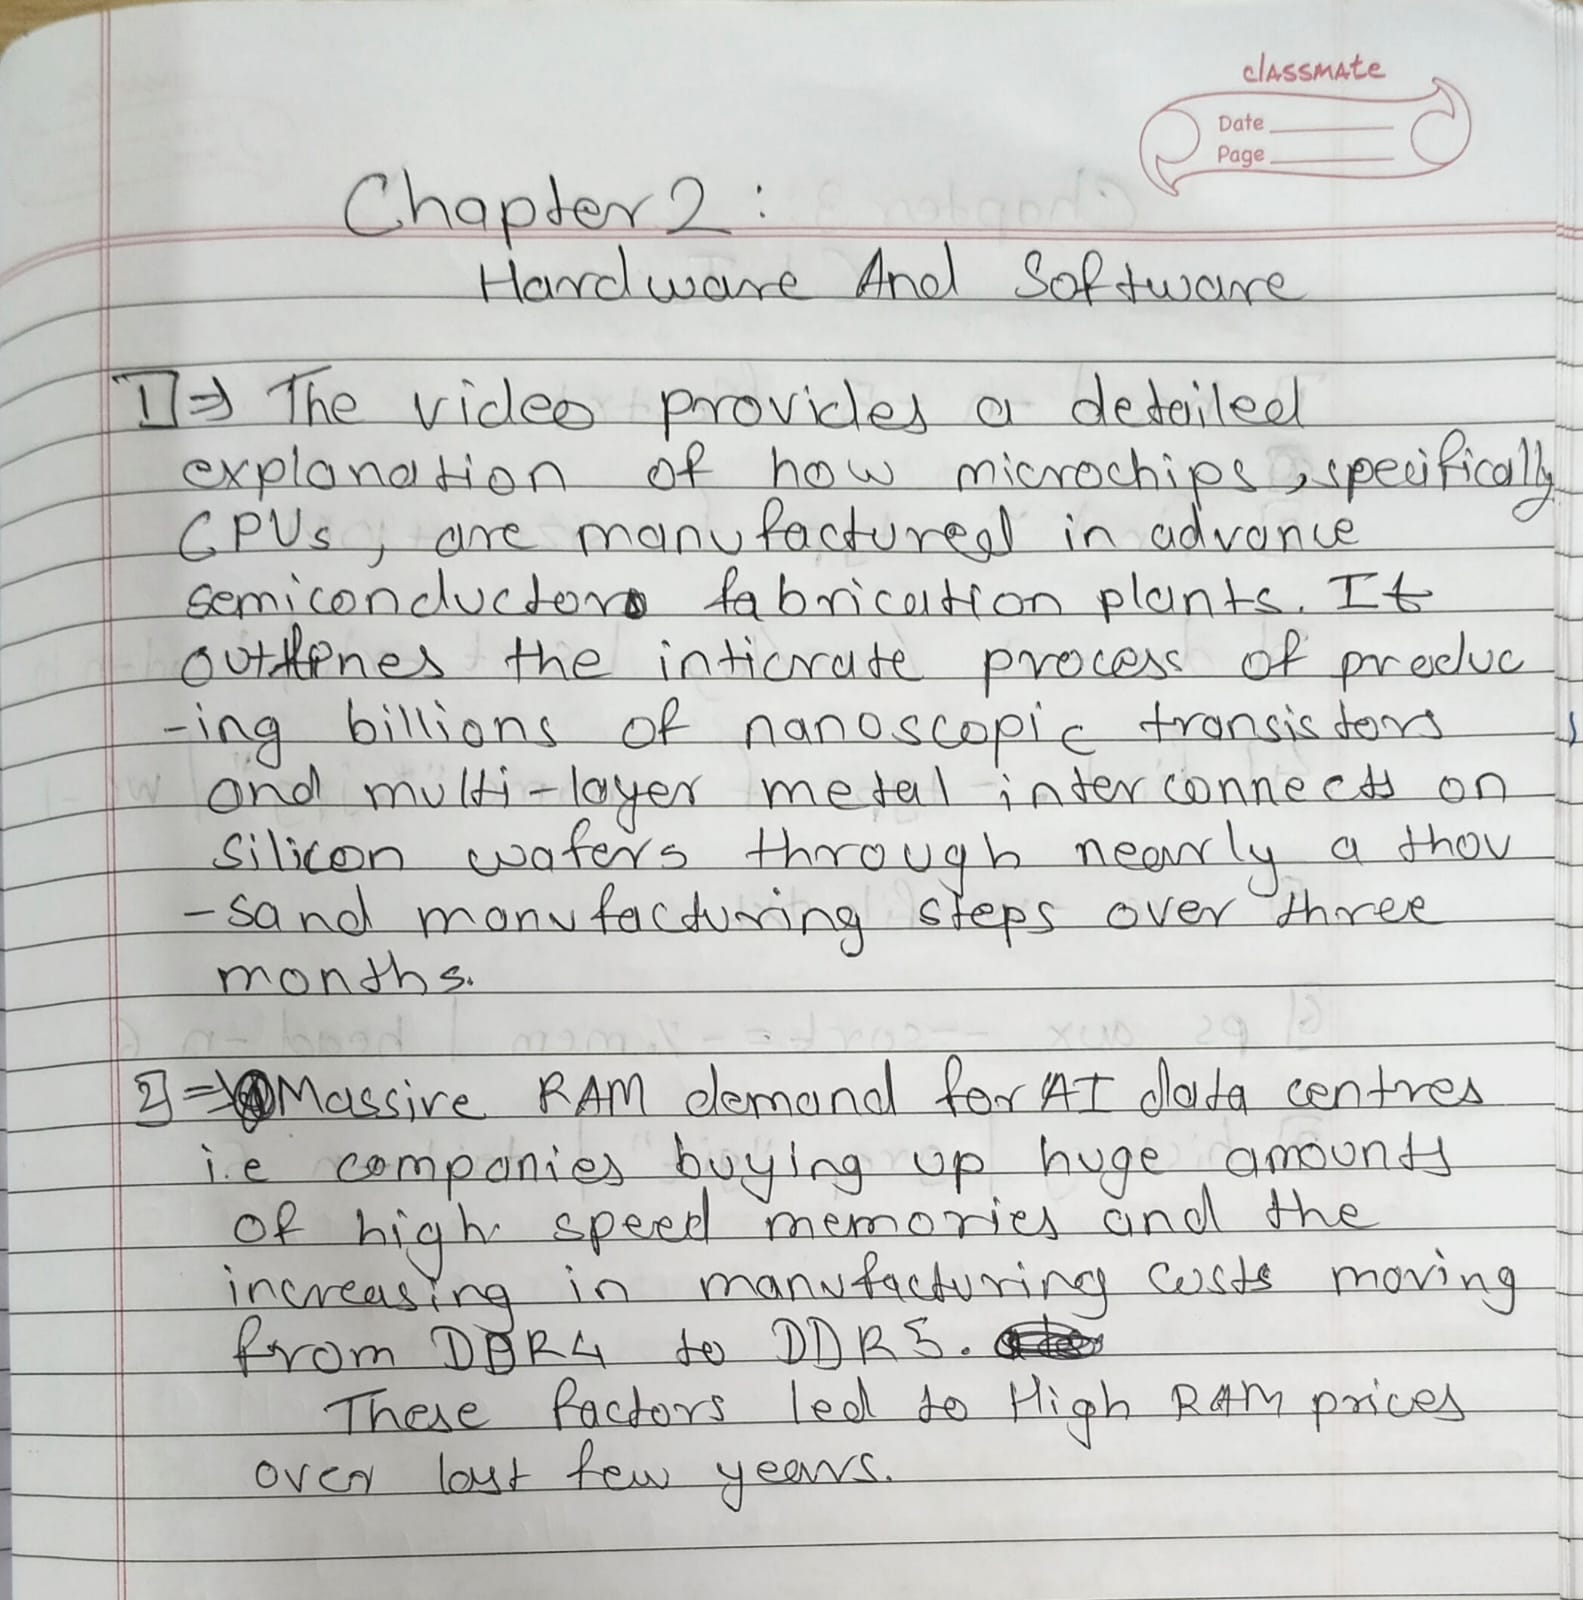 classmate
Date
Page
Chapter 2 :
Hardware And Software
1] ⇒ The video provides a detailed
explanation of how microchips, specifically
CPUs, are manufactured in advance
semiconductors fabrication plants. It
outlines the inticrate process of produc
-ing billions of nanoscopic transistors
and multi-layer metal interconnects on
silicon wafers through nearly a thou
-sand manufacturing steps over three
months.
2] ⇒ Massive RAM demand for AI data centres
i.e companies buying up huge amounts
of high speed memories and the
increasing in manufacturing costs moving
from DDR4 to DDR5.
These factors led to High RAM prices
over last few years.